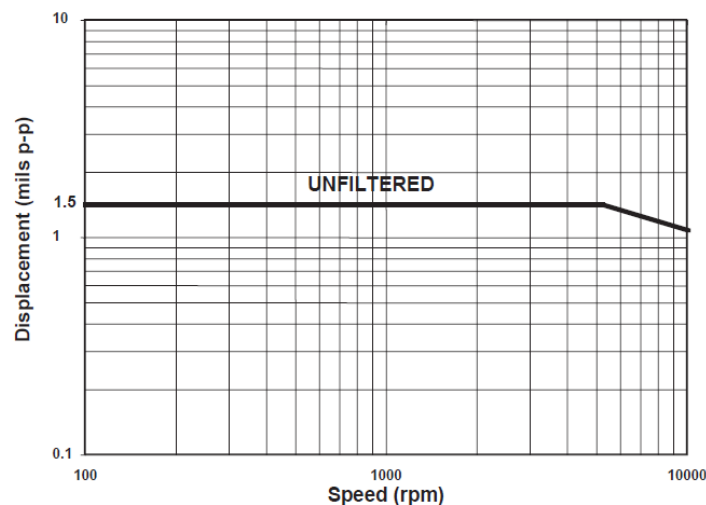 10
Displacement (mils p-p)
UNFILTERED
1.5
1
0.1
100
1000
10000
Speed (rpm)